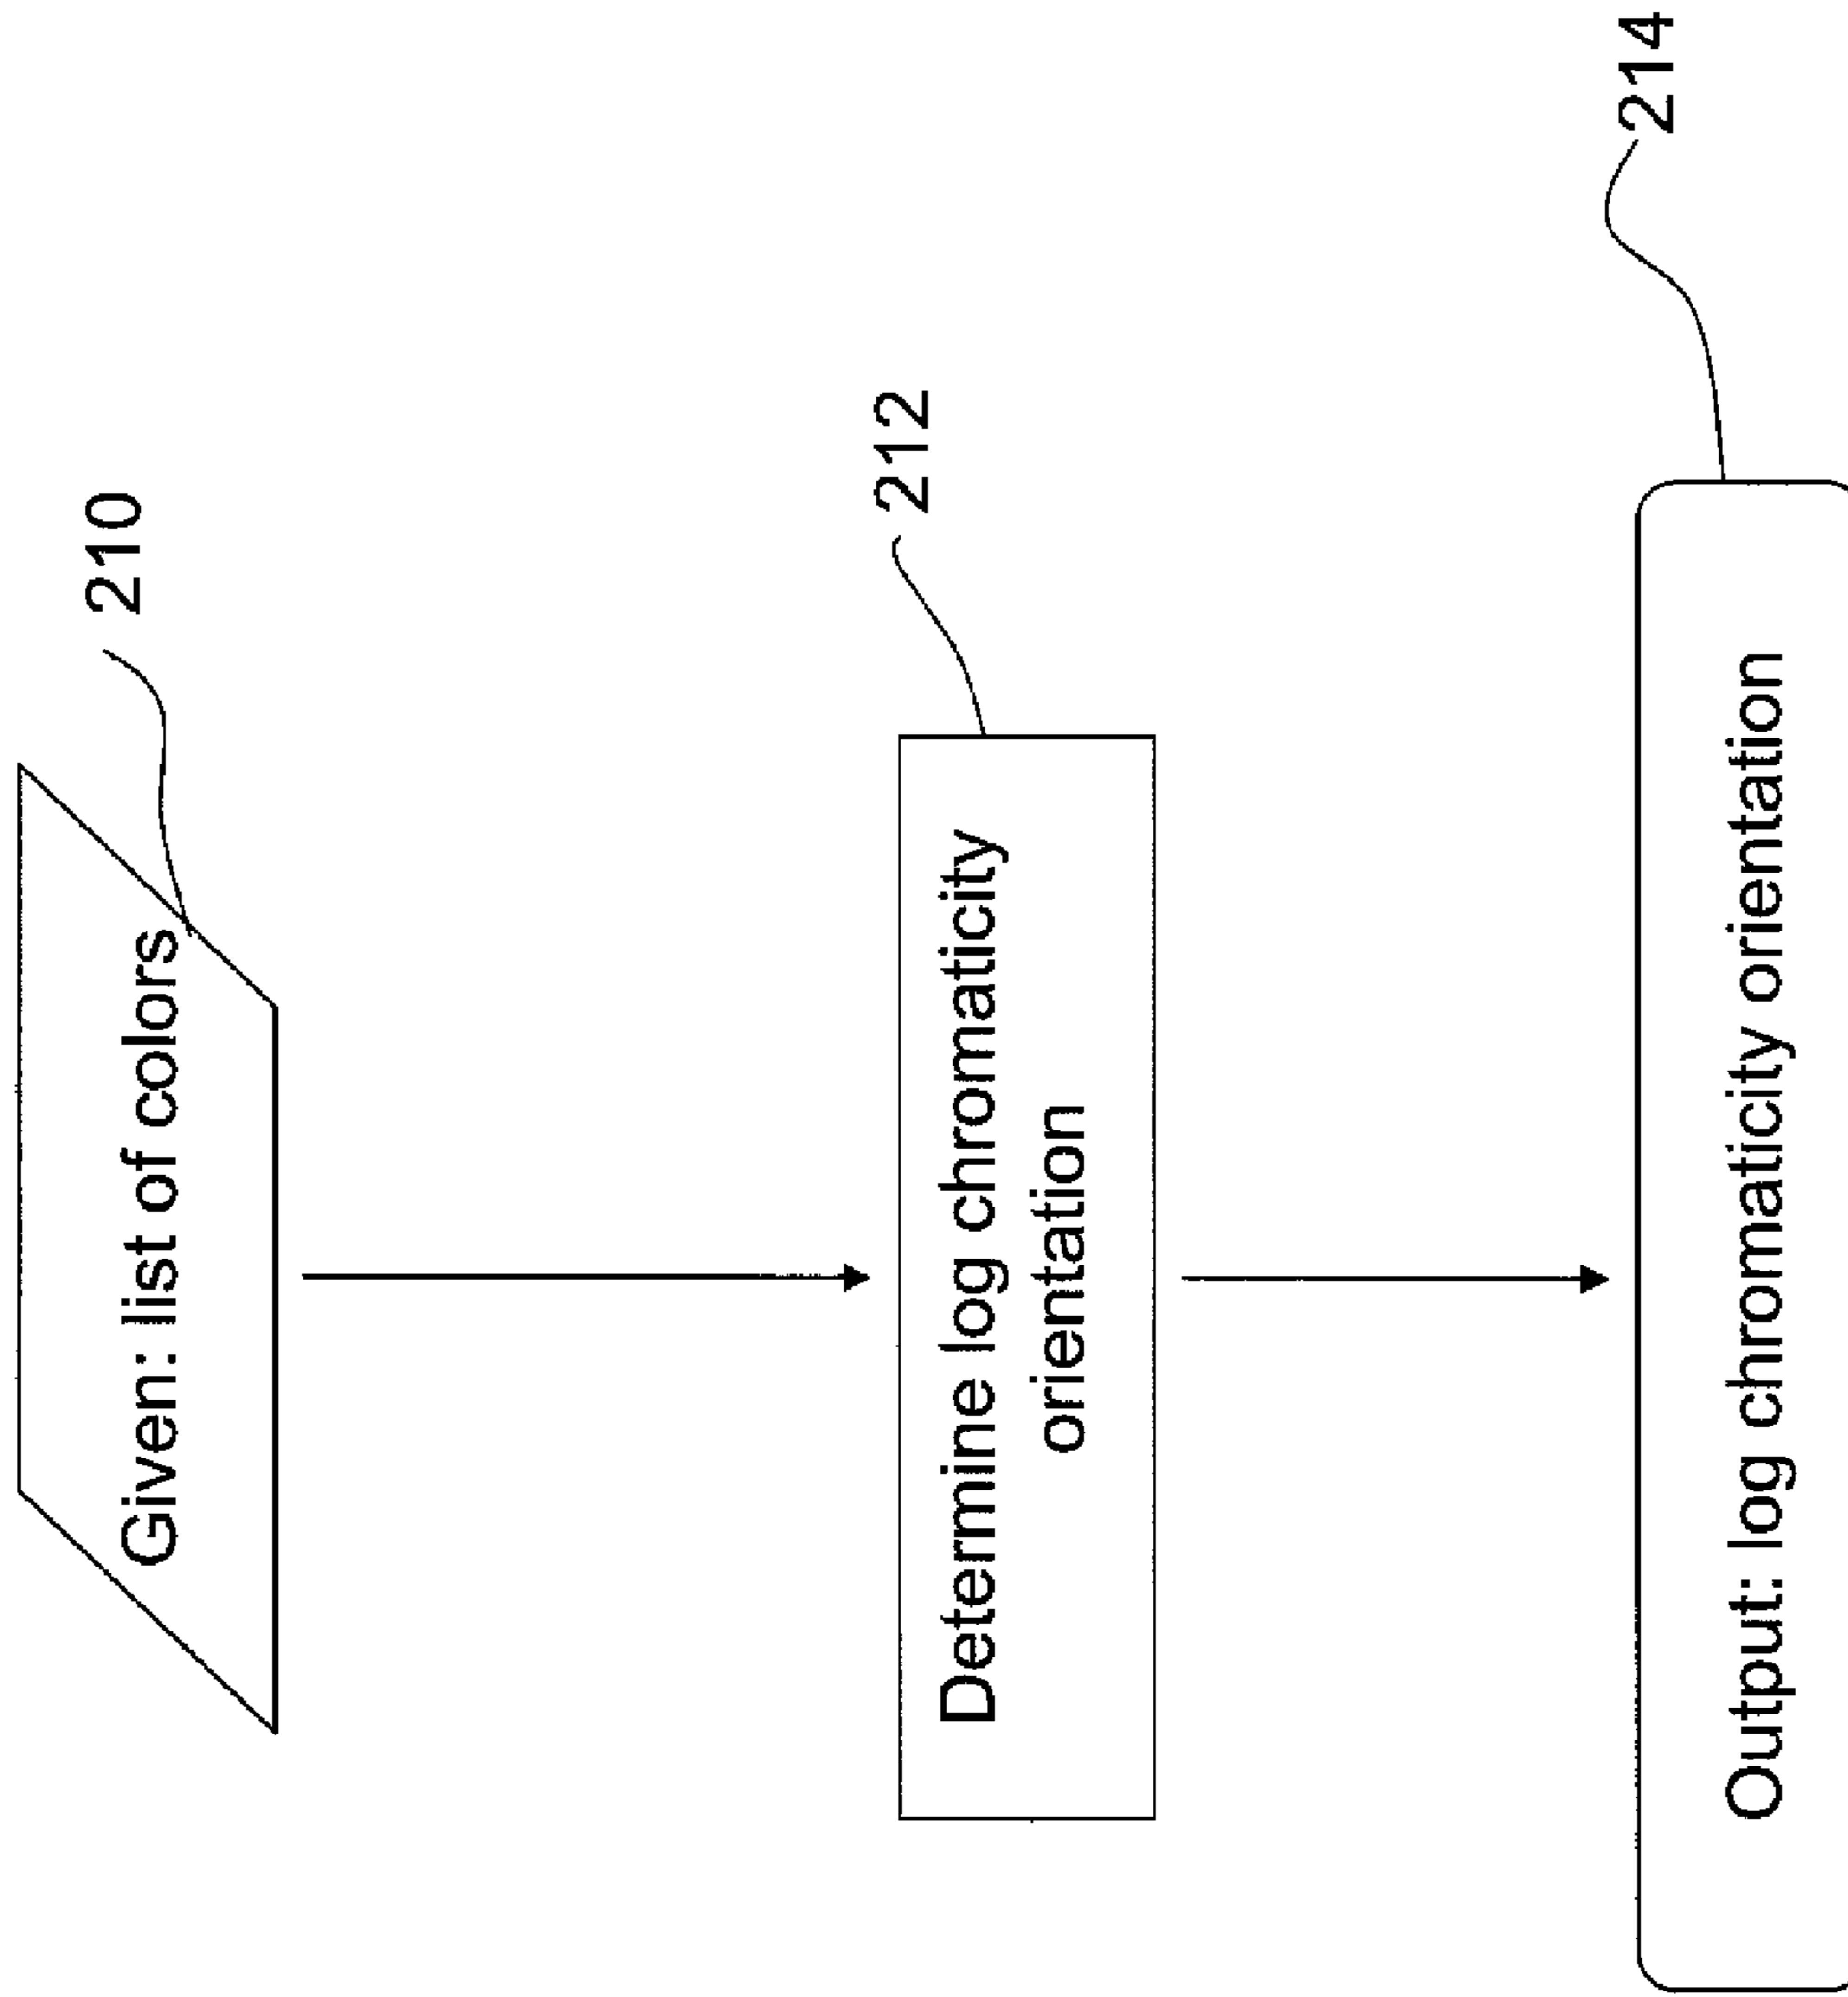 Given: list of colors
210
Determine log chromaticity
orientation
212
Output: log chromaticity orientation
214